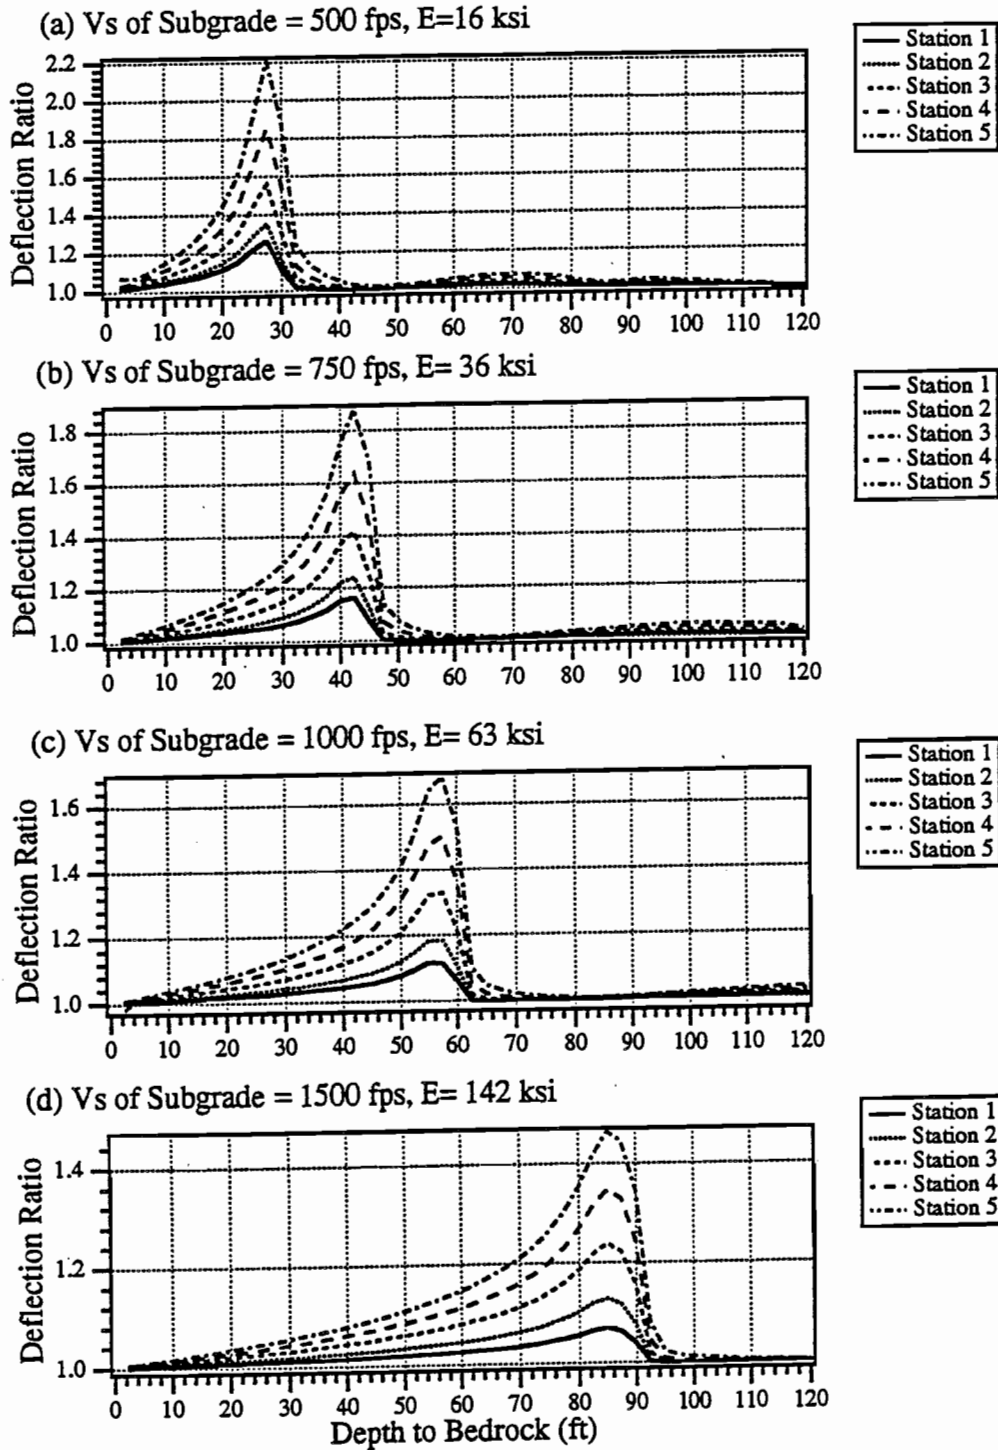 (a) Vs of Subgrade = 500 fps, E=16 ksi
Deflection Ratio
2.2
2.0
1.8
1.6
1.4
1.2
1.0
0 10 20 30 40 50 60 70 80 90 100 110 120
Station 1
Station 2
Station 3
Station 4
Station 5
(b) Vs of Subgrade = 750 fps, E= 36 ksi
Deflection Ratio
1.8
1.6
1.4
1.2
1.0
0 10 20 30 40 50 60 70 80 90 100 110 120
Station 1
Station 2
Station 3
Station 4
Station 5
(c) Vs of Subgrade = 1000 fps, E= 63 ksi
Deflection Ratio
1.6
1.4
1.2
1.0
0 10 20 30 40 50 60 70 80 90 100 110 120
Station 1
Station 2
Station 3
Station 4
Station 5
(d) Vs of Subgrade = 1500 fps, E= 142 ksi
Deflection Ratio
1.4
1.2
1.0
0 10 20 30 40 50 60 70 80 90 100 110 120
Depth to Bedrock (ft)
Station 1
Station 2
Station 3
Station 4
Station 5